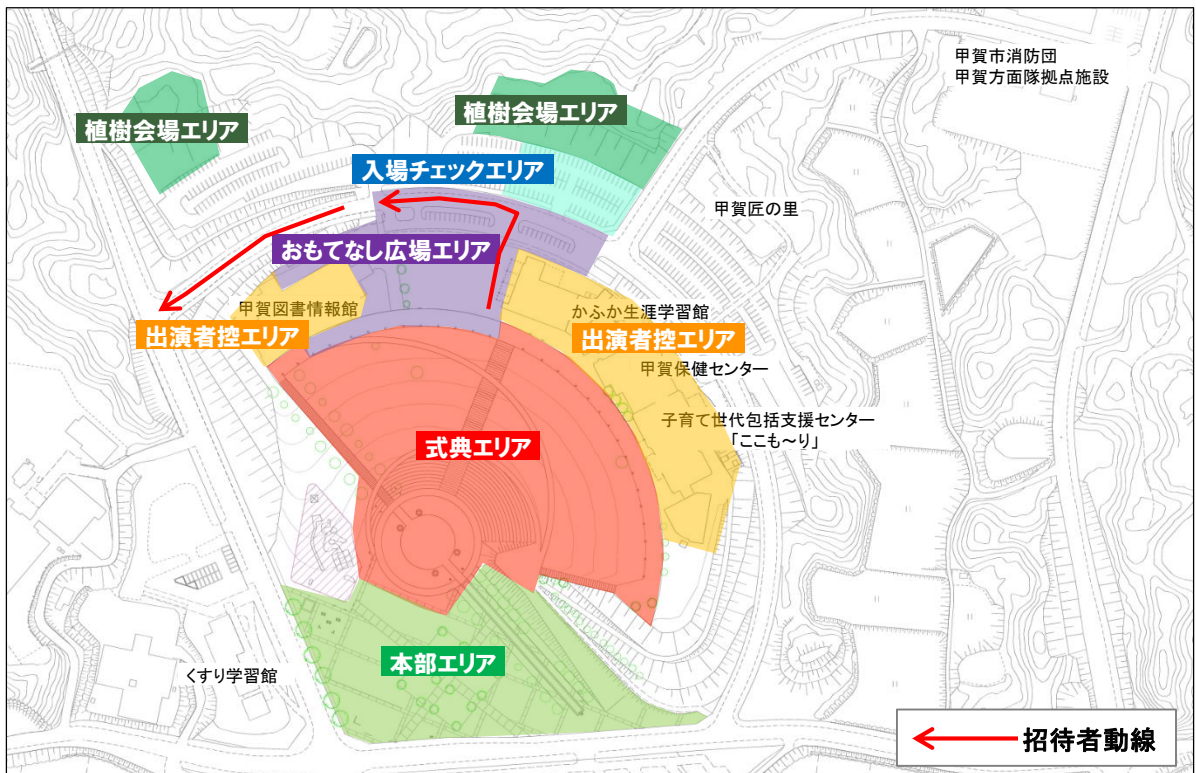 甲賀市消防団
甲賀方面隊拠点施設
植樹会場エリア
植樹会場エリア
入場チェックエリア
甲賀匠の里
おもてなし広場エリア
甲賀図書情報館
かふか生涯学習館
出演者控エリア
出演者控エリア
甲賀保健センター
子育て世代包括支援センター
「ここも～り」
式典エリア
本部エリア
くすり学習館
招待者動線